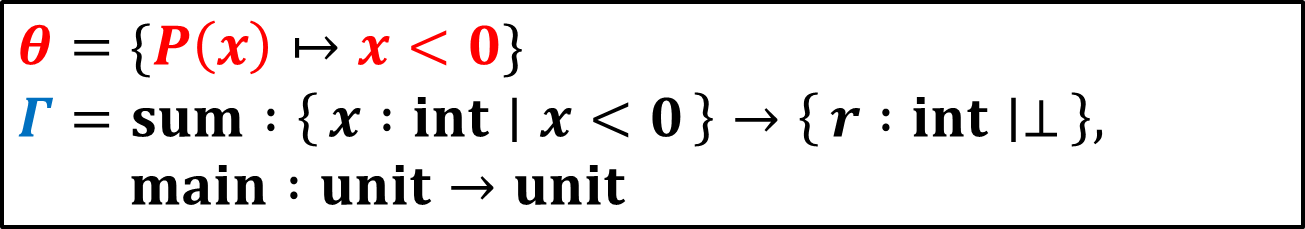 θ = {P(x) ↦ x < 0}
Γ = sum : { x : int | x < 0 } → { r : int |⊥ },
main : unit → unit